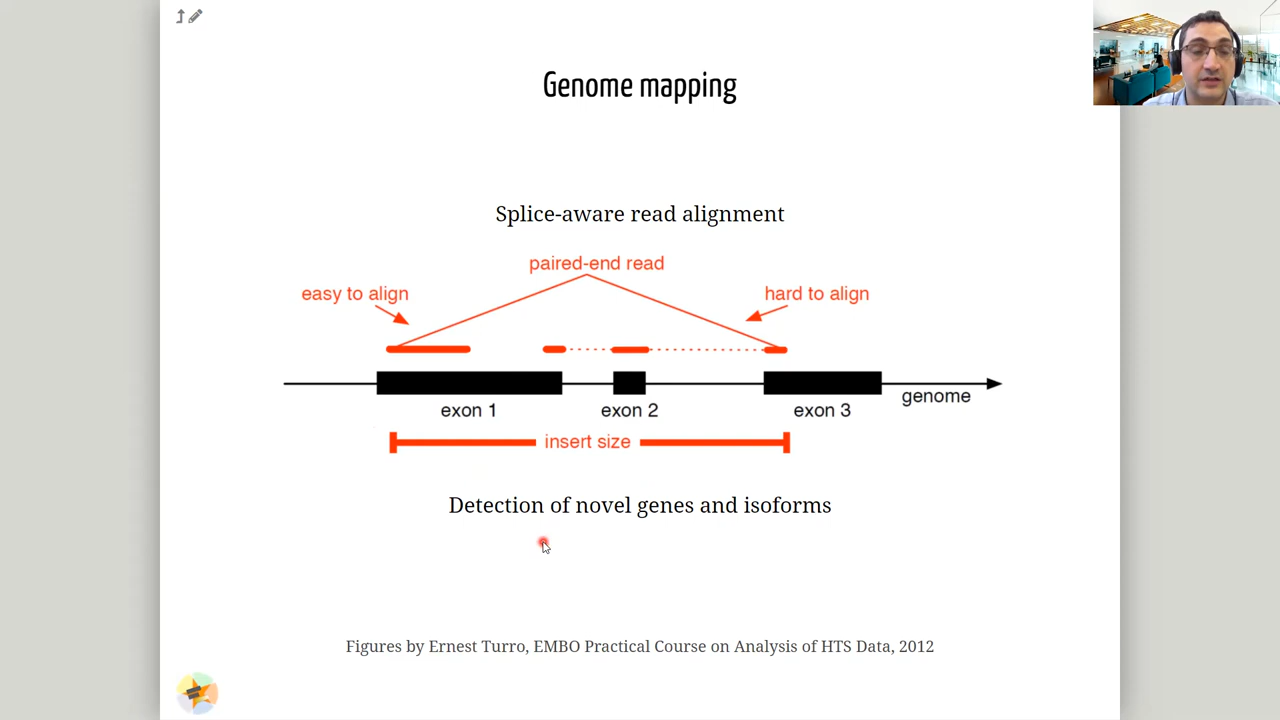 Genome mapping
Splice-aware read alignment
paired-end read
easy to align
hard to align
genome
exon 1
exon 2
exon 3
insert size
Detection of novel genes and isoforms
Figures by Ernest Turro, EMBO Practical Course on Analysis of HTS Data, 2012